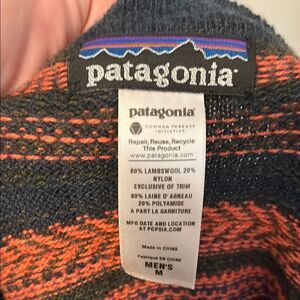 patagonia
patagonia
COMMON THREADS
INITIATIVE
Repair, Reuse, Recycle
This Product
www.patagonia.com
80% LAMBSWOOL 20%
NYLON
EXCLUSIVE OF TRIM
80% LAINE D'AGNEAU
20% POLYAMIDE
A PART LA GARNITURE
MFG DATE AND LOCATION
AT PCPSIA.COM
Made in CHINA
Fabriqué EN CHINE
MEN'S
M